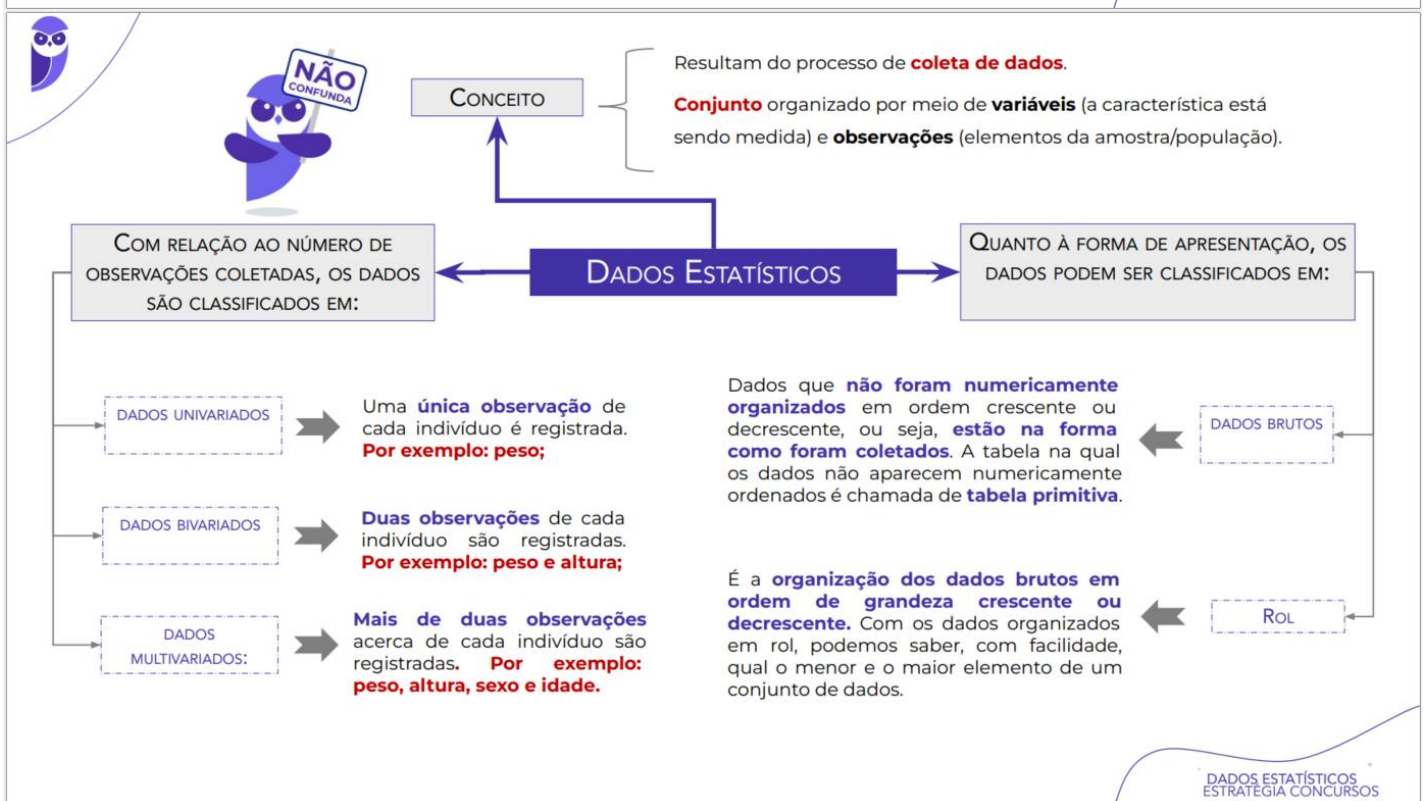 NÃO
CONFUNDA
CONCEITO
Resultam do processo de coleta de dados.
Conjunto organizado por meio de variáveis (a característica está
sendo medida) e observações (elementos da amostra/população).
DADOS ESTATÍSTICOS
COM RELAÇÃO AO NÚMERO DE
OBSERVAÇÕES COLETADAS, OS DADOS
SÃO CLASSIFICADOS EM:
DADOS UNIVARIADOS
Uma única observação de
cada indivíduo é registrada.
Por exemplo: peso;
DADOS BIVARIADOS
Duas observações de cada
indivíduo são registradas.
Por exemplo: peso e altura;
DADOS
MULTIVARIADOS:
Mais de duas observações
acerca de cada indivíduo são
registradas. Por exemplo:
peso, altura, sexo e idade.
QUANTO À FORMA DE APRESENTAÇÃO, OS
DADOS PODEM SER CLASSIFICADOS EM:
Dados que não foram numericamente
organizados em ordem crescente ou
decrescente, ou seja, estão na forma
como foram coletados. A tabela na qual
os dados não aparecem numericamente
ordenados é chamada de tabela primitiva.
DADOS BRUTOS
É a organização dos dados brutos em
ordem de grandeza crescente ou
decrescente. Com os dados organizados
em rol, podemos saber, com facilidade,
qual o menor e o maior elemento de um
conjunto de dados.
ROL
DADOS ESTATÍSTICOS
ESTRATÉGIA CONCURSOS